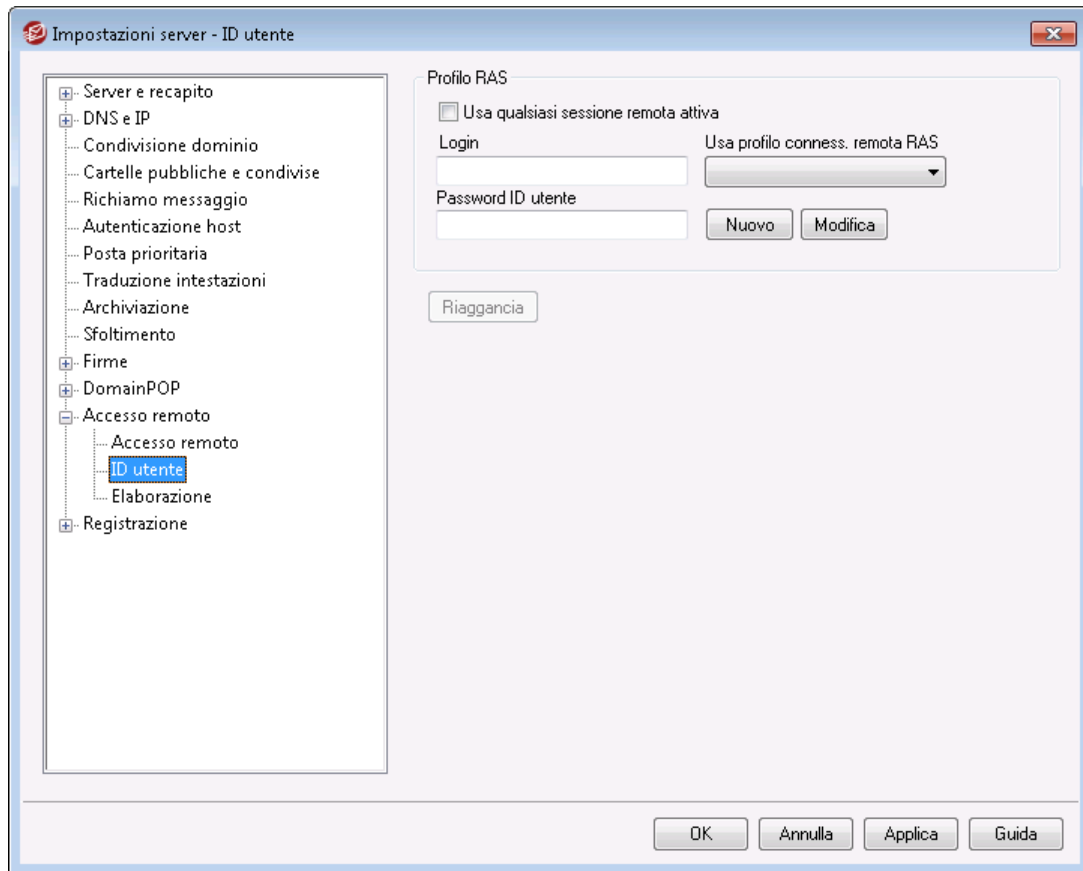 Impostazioni server - ID utente
Server e recapito
DNS e IP
Condivisione dominio
Cartelle pubbliche e condivise
Richiamo messaggio
Autenticazione host
Posta prioritaria
Traduzione intestazioni
Archiviazione
Sfoltimento
Firme
DomainPOP
Accesso remoto
Accesso remoto
ID utente
Elaborazione
Registrazione
Profilo RAS
Usa qualsiasi sessione remota attiva
Login
Usa profilo conness. remota RAS
Password ID utente
Nuovo
Modifica
Riaggancia
OK
Annulla
Applica
Guida